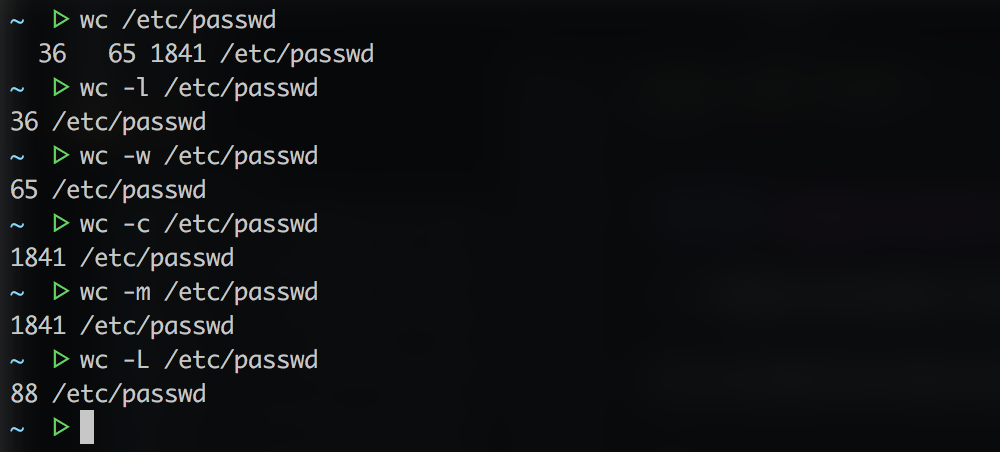 ~ ▷ wc /etc/passwd
  36   65 1841 /etc/passwd
~ ▷ wc -l /etc/passwd
36 /etc/passwd
~ ▷ wc -w /etc/passwd
65 /etc/passwd
~ ▷ wc -c /etc/passwd
1841 /etc/passwd
~ ▷ wc -m /etc/passwd
1841 /etc/passwd
~ ▷ wc -L /etc/passwd
88 /etc/passwd
~ ▷